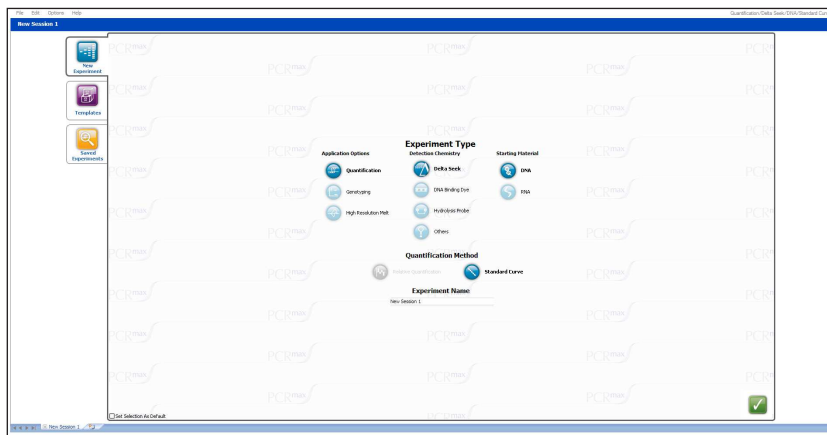 File Edit Options Help
Quantification/Delta Seek/DNA/Standard Cur
New Session 1
New
Experiment
Templates
Saved
Experiments
PCRmax
Experiment Type
Application Options Detection Chemistry Starting Material
Quantification Delta Seek DNA
Genotyping DNA Binding Dye RNA
High Resolution Melt Hydrolysis Probe
Others
Quantification Method
Relative Quantification Standard Curve
Experiment Name
New Session 1
Set Selection As Default
New Session 1